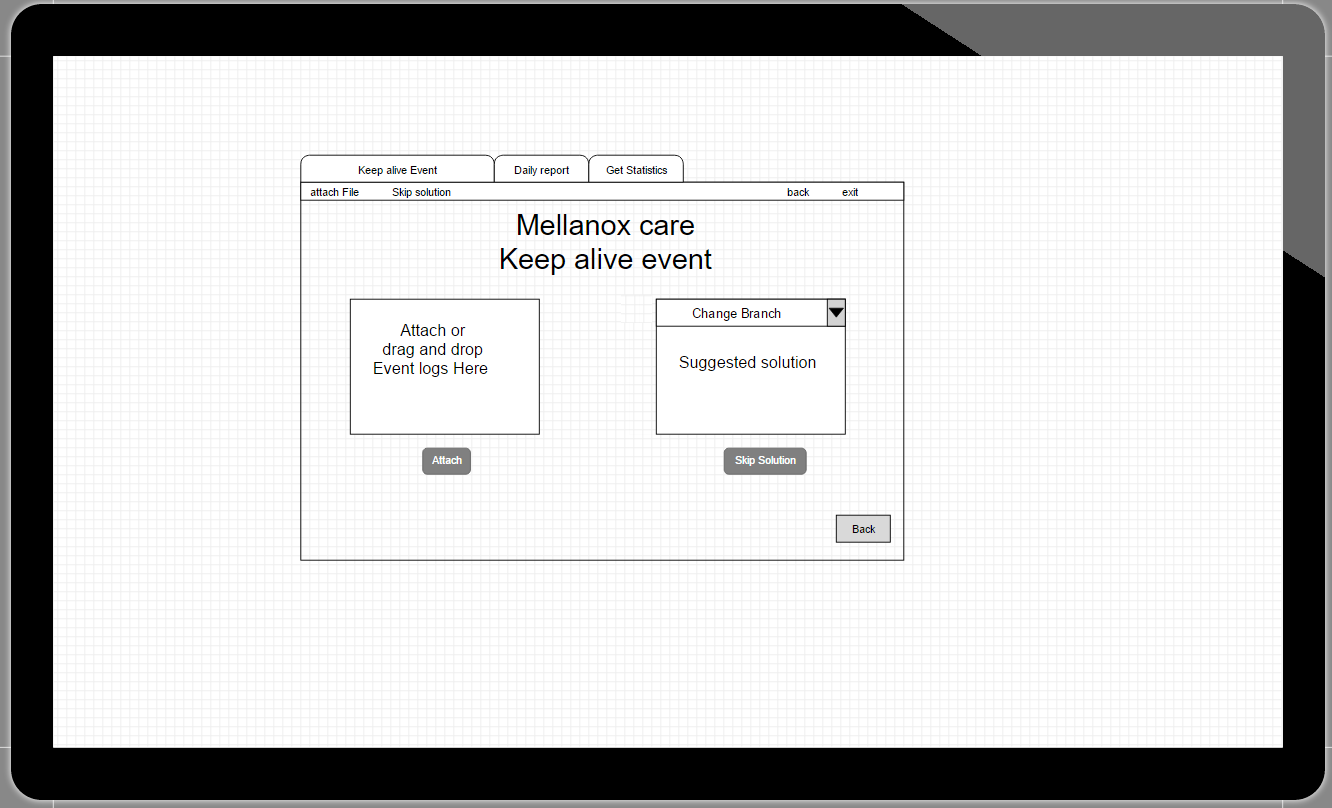 Keep alive Event
Daily report
Get Statistics
attach File
Skip solution
back
exit
Mellanox care
Keep alive event
Attach or
drag and drop
Event logs Here
Change Branch
Suggested solution
Attach
Skip Solution
Back